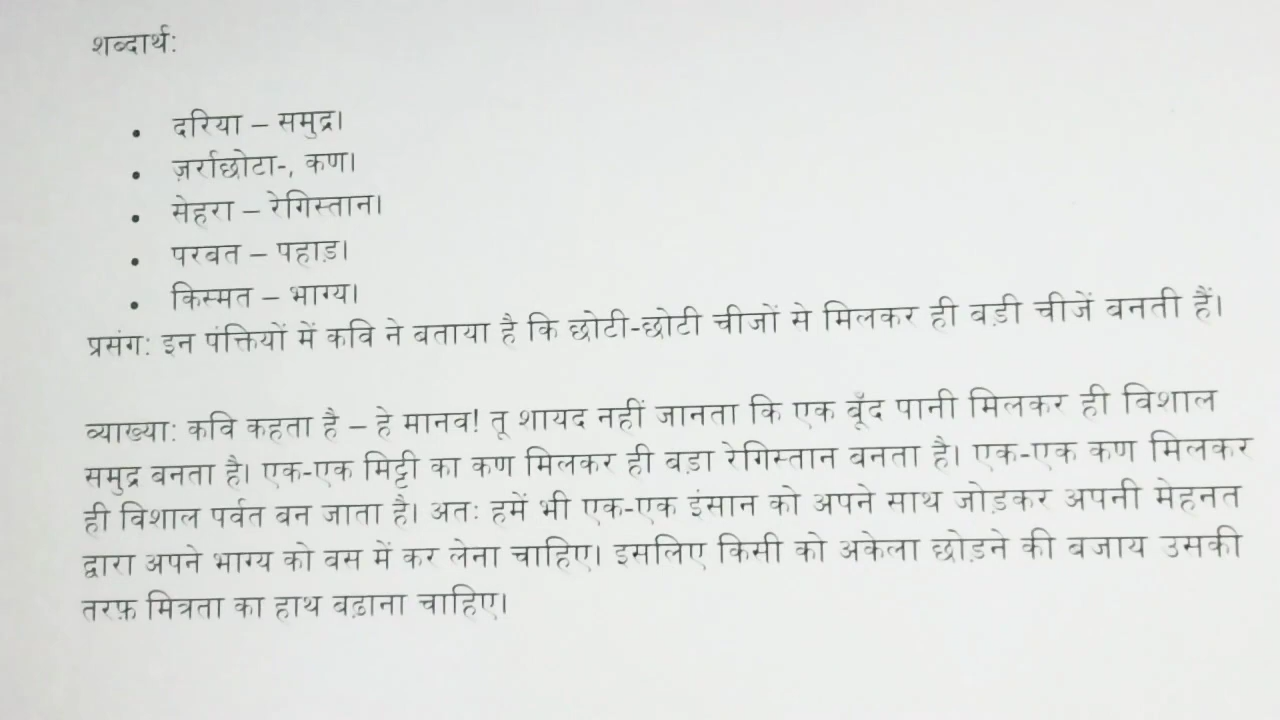 शब्दार्थ:
• दरिया – समुद्र।
• ज़र्राछोटा-, कण।
• सेहरा – रेगिस्तान।
• परबत – पहाड़।
• किस्मत – भाग्य।
प्रसंग: इन पंक्तियों में कवि ने बताया है कि छोटी-छोटी चीजों से मिलकर ही बड़ी चीजें बनती हैं।
व्याख्या: कवि कहता है – हे मानव! तू शायद नहीं जानता कि एक बूँद पानी मिलकर ही विशाल
समुद्र बनता है। एक-एक मिट्टी का कण मिलकर ही बड़ा रेगिस्तान बनता है। एक-एक कण मिलकर
ही विशाल पर्वत बन जाता है। अतः हमें भी एक-एक इंसान को अपने साथ जोड़कर अपनी मेहनत
द्वारा अपने भाग्य को बस में कर लेना चाहिए। इसलिए किसी को अकेला छोड़ने की बजाय उसकी
तरफ़ मित्रता का हाथ बढ़ाना चाहिए।